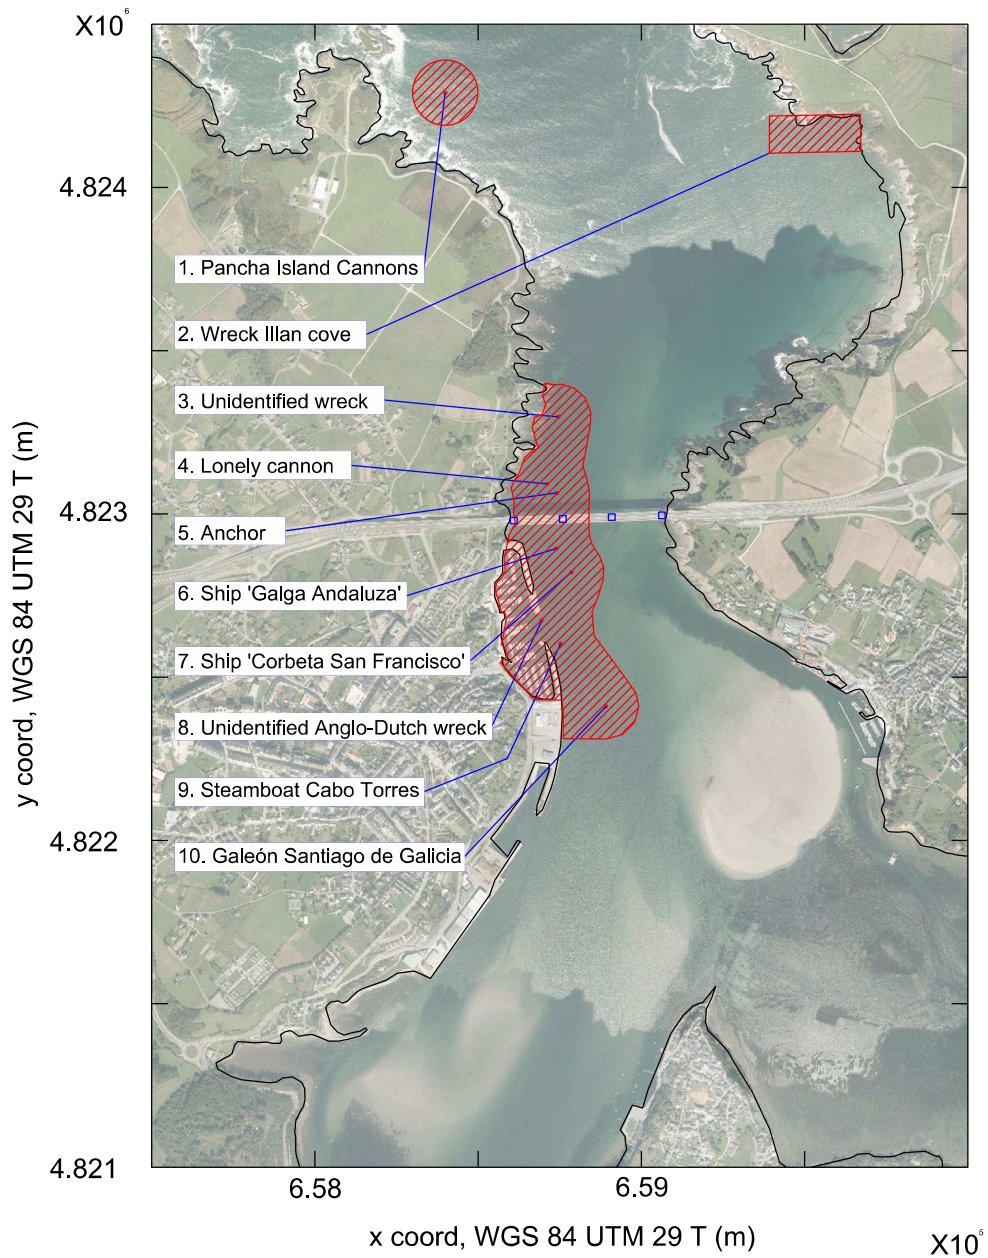 X10⁶
4.824
1. Pancha Island Cannons
2. Wreck Illan cove
3. Unidentified wreck
4. Lonely cannon
4.823
5. Anchor
6. Ship 'Galga Andaluza'
7. Ship 'Corbeta San Francisco'
8. Unidentified Anglo-Dutch wreck
9. Steamboat Cabo Torres
4.822
10. Galeón Santiago de Galicia
4.821
y coord, WGS 84 UTM 29 T (m)
6.58
6.59
x coord, WGS 84 UTM 29 T (m)
X10⁵